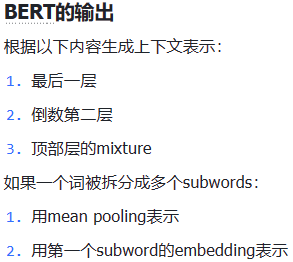 BERT的输出
根据以下内容生成上下文表示:
1. 最后一层
2. 倒数第二层
3. 顶部层的mixture
如果一个词被拆分成多个subwords:
1. 用mean pooling表示
2. 用第一个subword的embedding表示